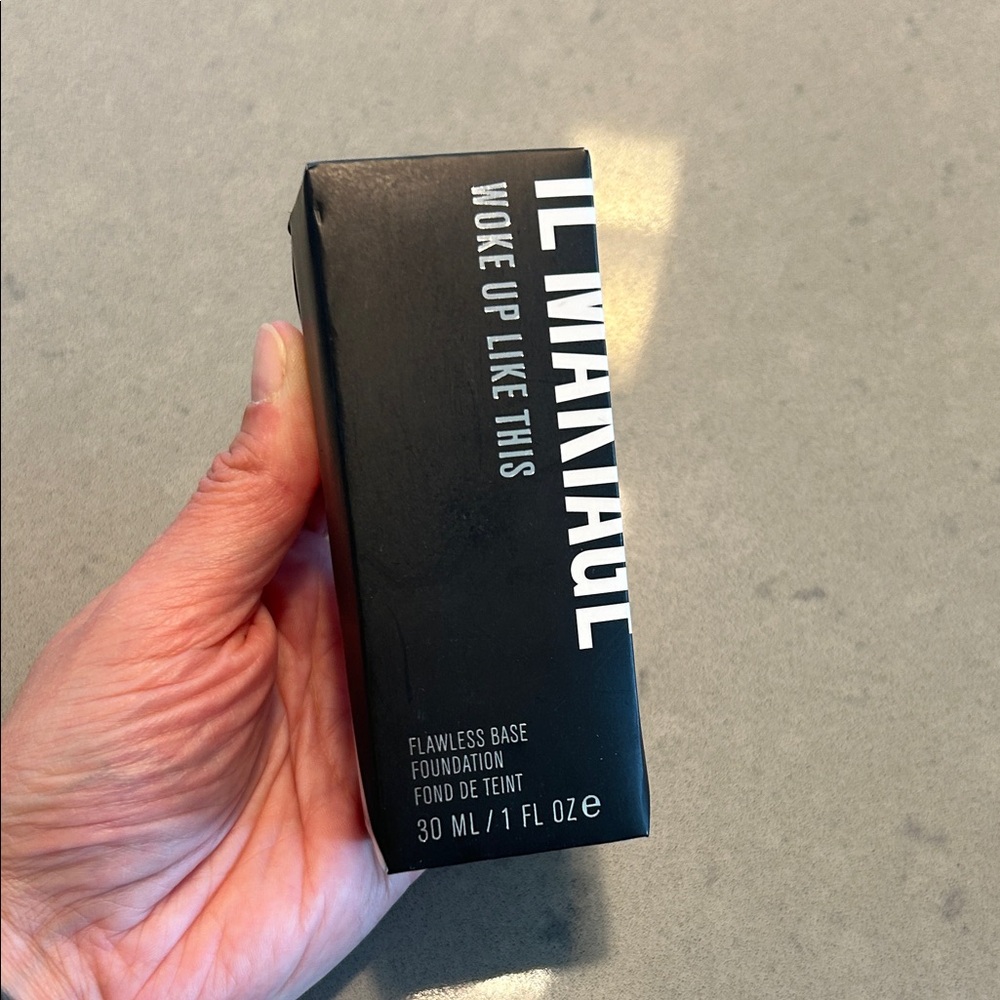 IL MAKIAGE
WOKE UP LIKE THIS
FLAWLESS BASE
FOUNDATION
FOND DE TEINT
30 ML / 1 FL OZ e